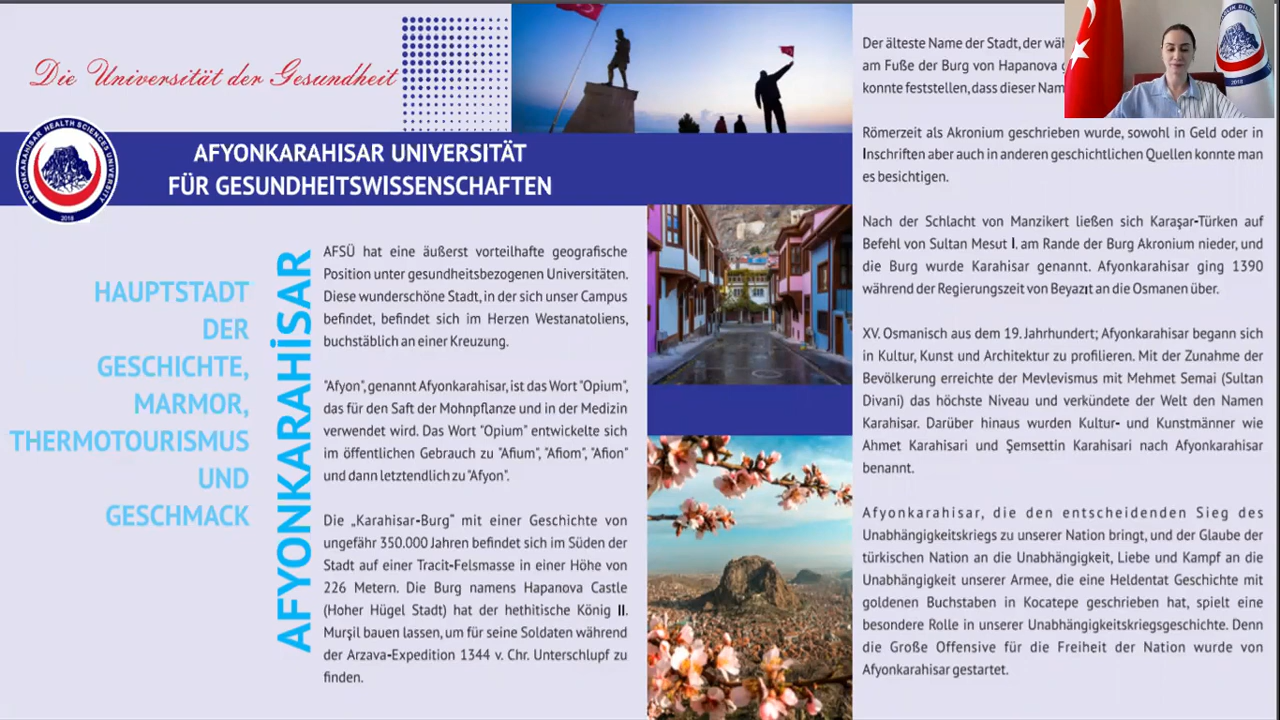 Die Universität der Gesundheit
AFYONKARAHISAR UNIVERSITÄT
FÜR GESUNDHEITSWISSENSCHAFTEN
AFYONKARAHISAR HEALTH SCIENCES UNIVERSITY
2018
HAUPTSTADT
DER
GESCHICHTE,
MARMOR,
THERMOTOURISMUS
UND
GESCHMACK
AFYONKARAHİSAR
AFSÜ hat eine äußerst vorteilhafte geografische
Position unter gesundheitsbezogenen Universitäten.
Diese wunderschöne Stadt, in der sich unser Campus
befindet, befindet sich im Herzen Westanatoliens,
buchstäblich an einer Kreuzung.
"Afyon", genannt Afyonkarahisar, ist das Wort "Opium",
das für den Saft der Mohnpflanze und in der Medizin
verwendet wird. Das Wort "Opium" entwickelte sich
im öffentlichen Gebrauch zu "Afium", "Afiom", "Afion"
und dann letztendlich zu "Afyon".
Die „Karahisar-Burg” mit einer Geschichte von
ungefähr 350.000 Jahren befindet sich im Süden der
Stadt auf einer Tracit-Felsmasse in einer Höhe von
226 Metern. Die Burg namens Hapanova Castle
(Hoher Hügel Stadt) hat der hethitische König II.
Murşil bauen lassen, um für seine Soldaten während
der Arzava-Expedition 1344 v. Chr. Unterschlupf zu
finden.
Der älteste Name der Stadt, der
am Fuße der Burg von Hapanova
konnte feststellen, dass dieser
Römerzeit als Akronium geschrieben wurde, sowohl in Geld oder in
Inschriften aber auch in anderen geschichtlichen Quellen konnte man
es besichtigen.
Nach der Schlacht von Manzikert ließen sich Karaşar-Türken auf
Befehl von Sultan Mesut I. am Rande der Burg Akronium nieder, und
die Burg wurde Karahisar genannt. Afyonkarahisar ging 1390
während der Regierungszeit von Beyazıt an die Osmanen über.
XV. Osmanisch aus dem 19. Jahrhundert; Afyonkarahisar begann sich
in Kultur, Kunst und Architektur zu profilieren. Mit der Zunahme der
Bevölkerung erreichte der Mevlevismus mit Mehmet Semai (Sultan
Divani) das höchste Niveau und verkündete der Welt den Namen
Karahisar. Darüber hinaus wurden Kultur- und Kunstmänner wie
Ahmet Karahisari und Şemsettin Karahisari nach Afyonkarahisar
benannt.
Afyonkarahisar, die den entscheidenden Sieg des
Unabhängigkeitskriegs zu unserer Nation bringt, und der Glaube der
türkischen Nation an die Unabhängigkeit, Liebe und Kampf an die
Unabhängigkeit unserer Armee, die eine Heldentat Geschichte mit
goldenen Buchstaben in Kocatepe geschrieben hat, spielt eine
besondere Rolle in unserer Unabhängigkeitskriegsgeschichte. Denn
die Große Offensive für die Freiheit der Nation wurde von
Afyonkarahisar gestartet.